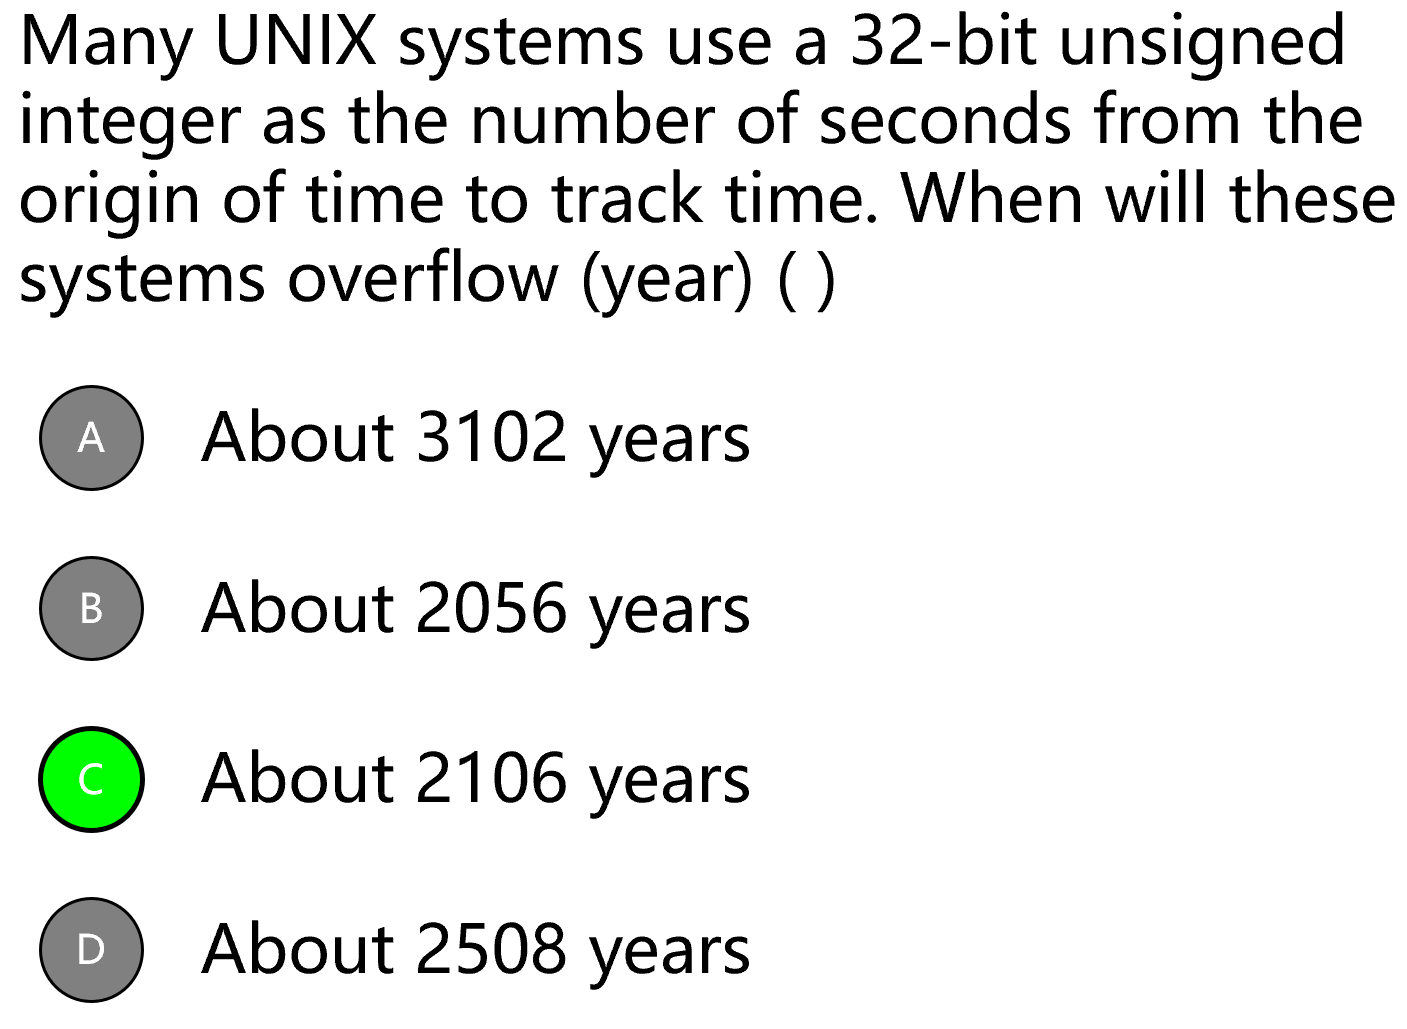 Many UNIX systems use a 32-bit unsigned
integer as the number of seconds from the
origin of time to track time. When will these
systems overflow (year) ( )
A About 3102 years
B About 2056 years
C About 2106 years
D About 2508 years